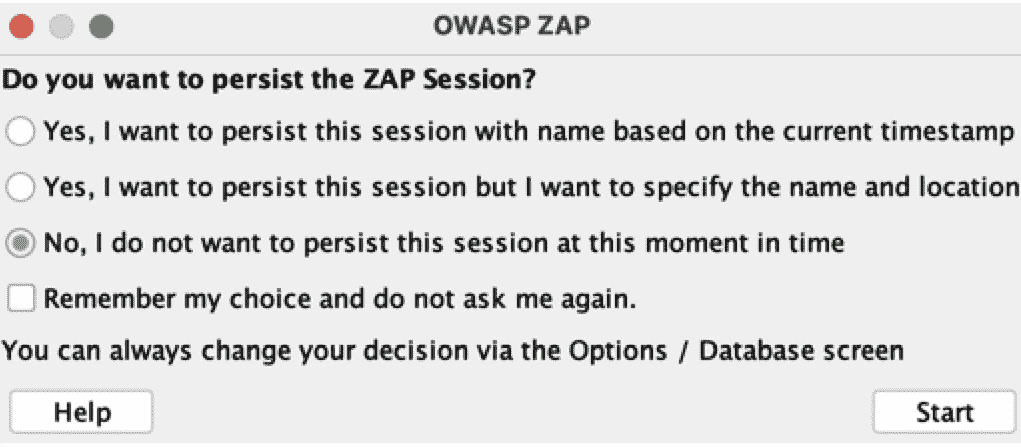 OWASP ZAP
Do you want to persist the ZAP Session?
Yes, I want to persist this session with name based on the current timestamp
Yes, I want to persist this session but I want to specify the name and location
No, I do not want to persist this session at this moment in time
Remember my choice and do not ask me again.
You can always change your decision via the Options / Database screen
Help
Start